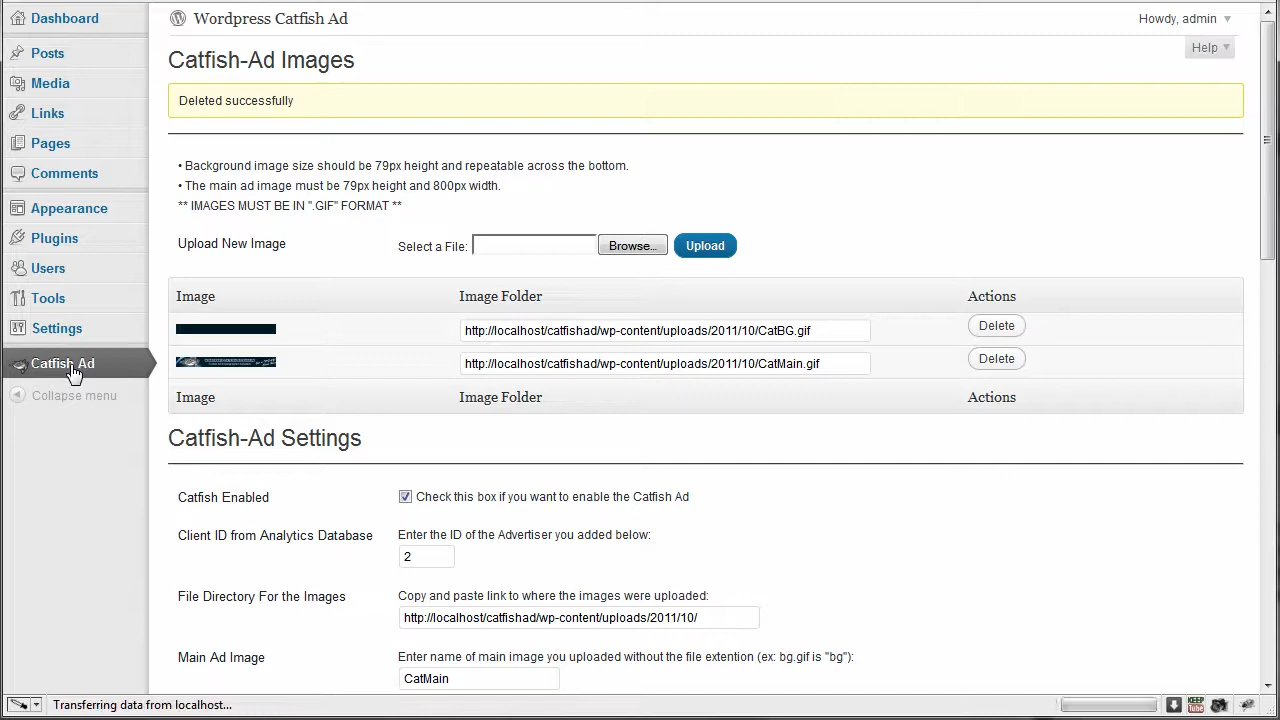 Dashboard
Posts
Media
Links
Pages
Comments
Appearance
Plugins
Users
Tools
Settings
Catfish Ad
Collapse menu
Wordpress Catfish Ad
Howdy, admin
Help
Catfish-Ad Images
Deleted successfully
• Background image size should be 79px height and repeatable across the bottom.
• The main ad image must be 79px height and 800px width.
** IMAGES MUST BE IN ".GIF" FORMAT **
Upload New Image Select a File: Browse... Upload
Image Image Folder Actions
http://localhost/catfishad/wp-content/uploads/2011/10/CatBG.gif Delete
http://localhost/catfishad/wp-content/uploads/2011/10/CatMain.gif Delete
Image Image Folder Actions
Catfish-Ad Settings
Catfish Enabled Check this box if you want to enable the Catfish Ad
Client ID from Analytics Database Enter the ID of the Advertiser you added below:
2
File Directory For the Images Copy and paste link to where the images were uploaded:
http://localhost/catfishad/wp-content/uploads/2011/10/
Main Ad Image Enter name of main image you uploaded without the file extention (ex: bg.gif is "bg"):
CatMain
Transferring data from localhost...
KEEP
Tube